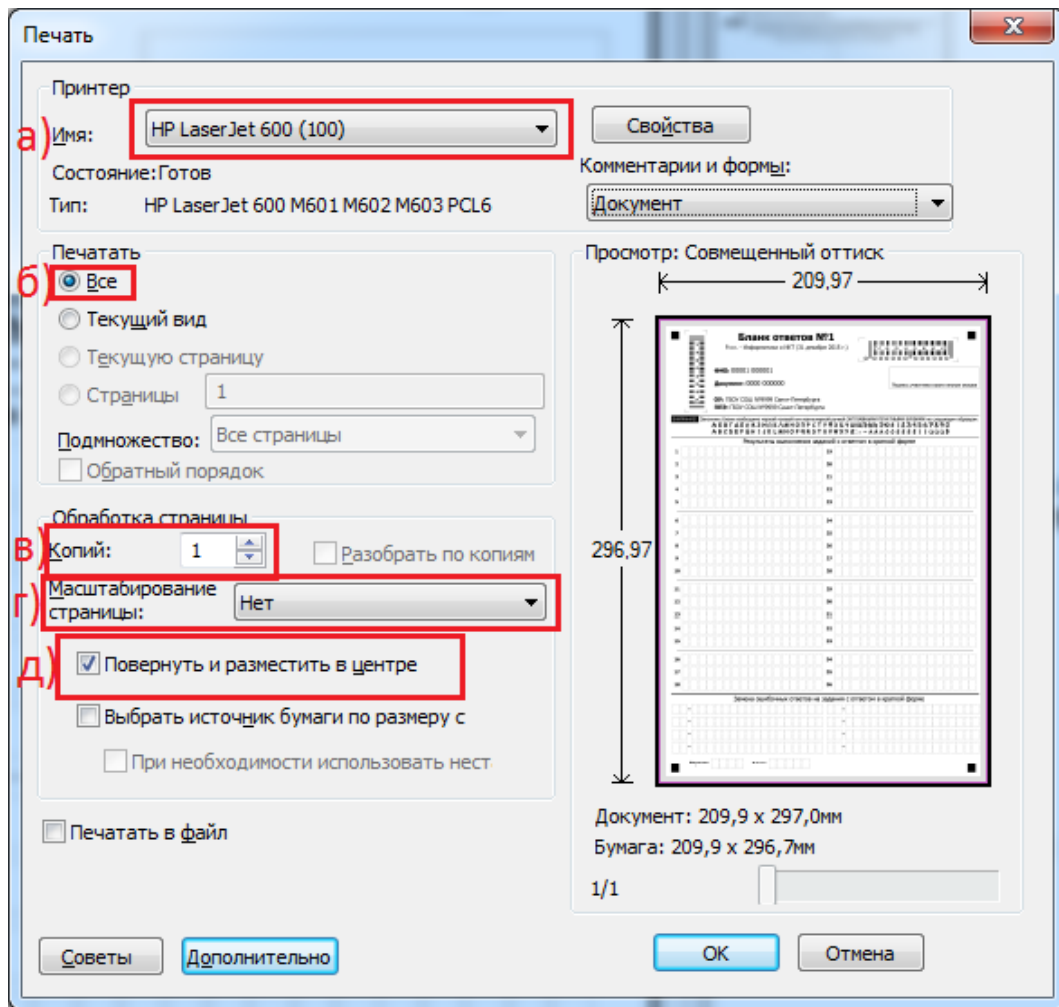 Печать
Принтер
а) Имя: HP LaserJet 600 (100)
Свойства
Состояние:Готов
Комментарии и формы:
Тип: HP LaserJet 600 M601 M602 M603 PCL6
Документ
Печатать
б) Все
Текущий вид
Текущую страницу
Страницы 1
Подмножество: Все страницы
Обратный порядок
Обработка страницы
в) Копий: 1
Разобрать по копиям
г) Масштабирование
страницы:
Нет
д) Повернуть и разместить в центре
Выбрать источник бумаги по размеру с
При необходимости использовать нест
Печатать в файл
Просмотр: Совмещенный оттиск
209,97
296,97
Бланк ответов №1
Документ: 209,9 x 297,0мм
Бумага: 209,9 x 296,7мм
1/1
Советы
Дополнительно
OK
Отмена